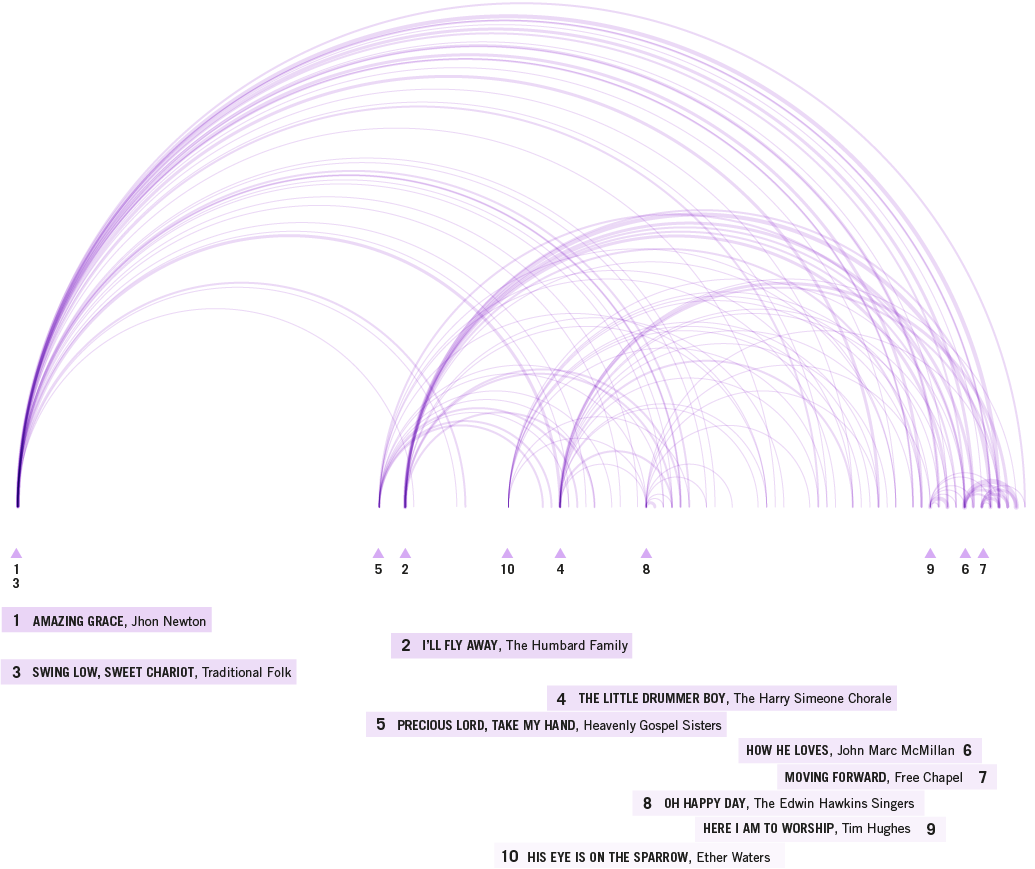 1 5 2 10 4 8 9 6 7
3
1 AMAZING GRACE, Jhon Newton
2 I'LL FLY AWAY, The Humbard Family
3 SWING LOW, SWEET CHARIOT, Traditional Folk
4 THE LITTLE DRUMMER BOY, The Harry Simeone Chorale
5 PRECIOUS LORD, TAKE MY HAND, Heavenly Gospel Sisters
HOW HE LOVES, John Marc McMillan 6
MOVING FORWARD, Free Chapel 7
8 OH HAPPY DAY, The Edwin Hawkins Singers
HERE I AM TO WORSHIP, Tim Hughes 9
10 HIS EYE IS ON THE SPARROW, Ether Waters